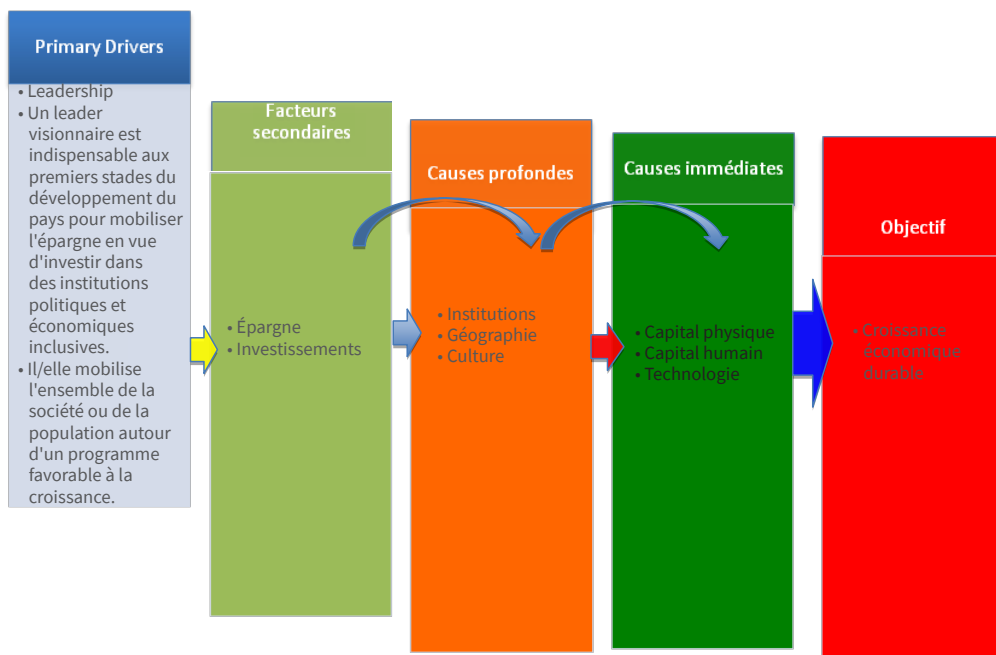 Primary Drivers
• Leadership
• Un leader
visionnaire est
indispensable aux
premiers stades du
développement du
pays pour mobiliser
l'épargne en vue
d'investir dans
des institutions
politiques et
économiques
inclusives.
• Il/elle mobilise
l'ensemble de la
société ou de la
population autour
d'un programme
favorable à la
croissance.
Facteurs
secondaires
• Épargne
• Investissements
Causes profondes
• Institutions
• Géographie
• Culture
Causes immédiates
• Capital physique
• Capital humain
• Technologie
Objectif
• Croissance
économique
durable